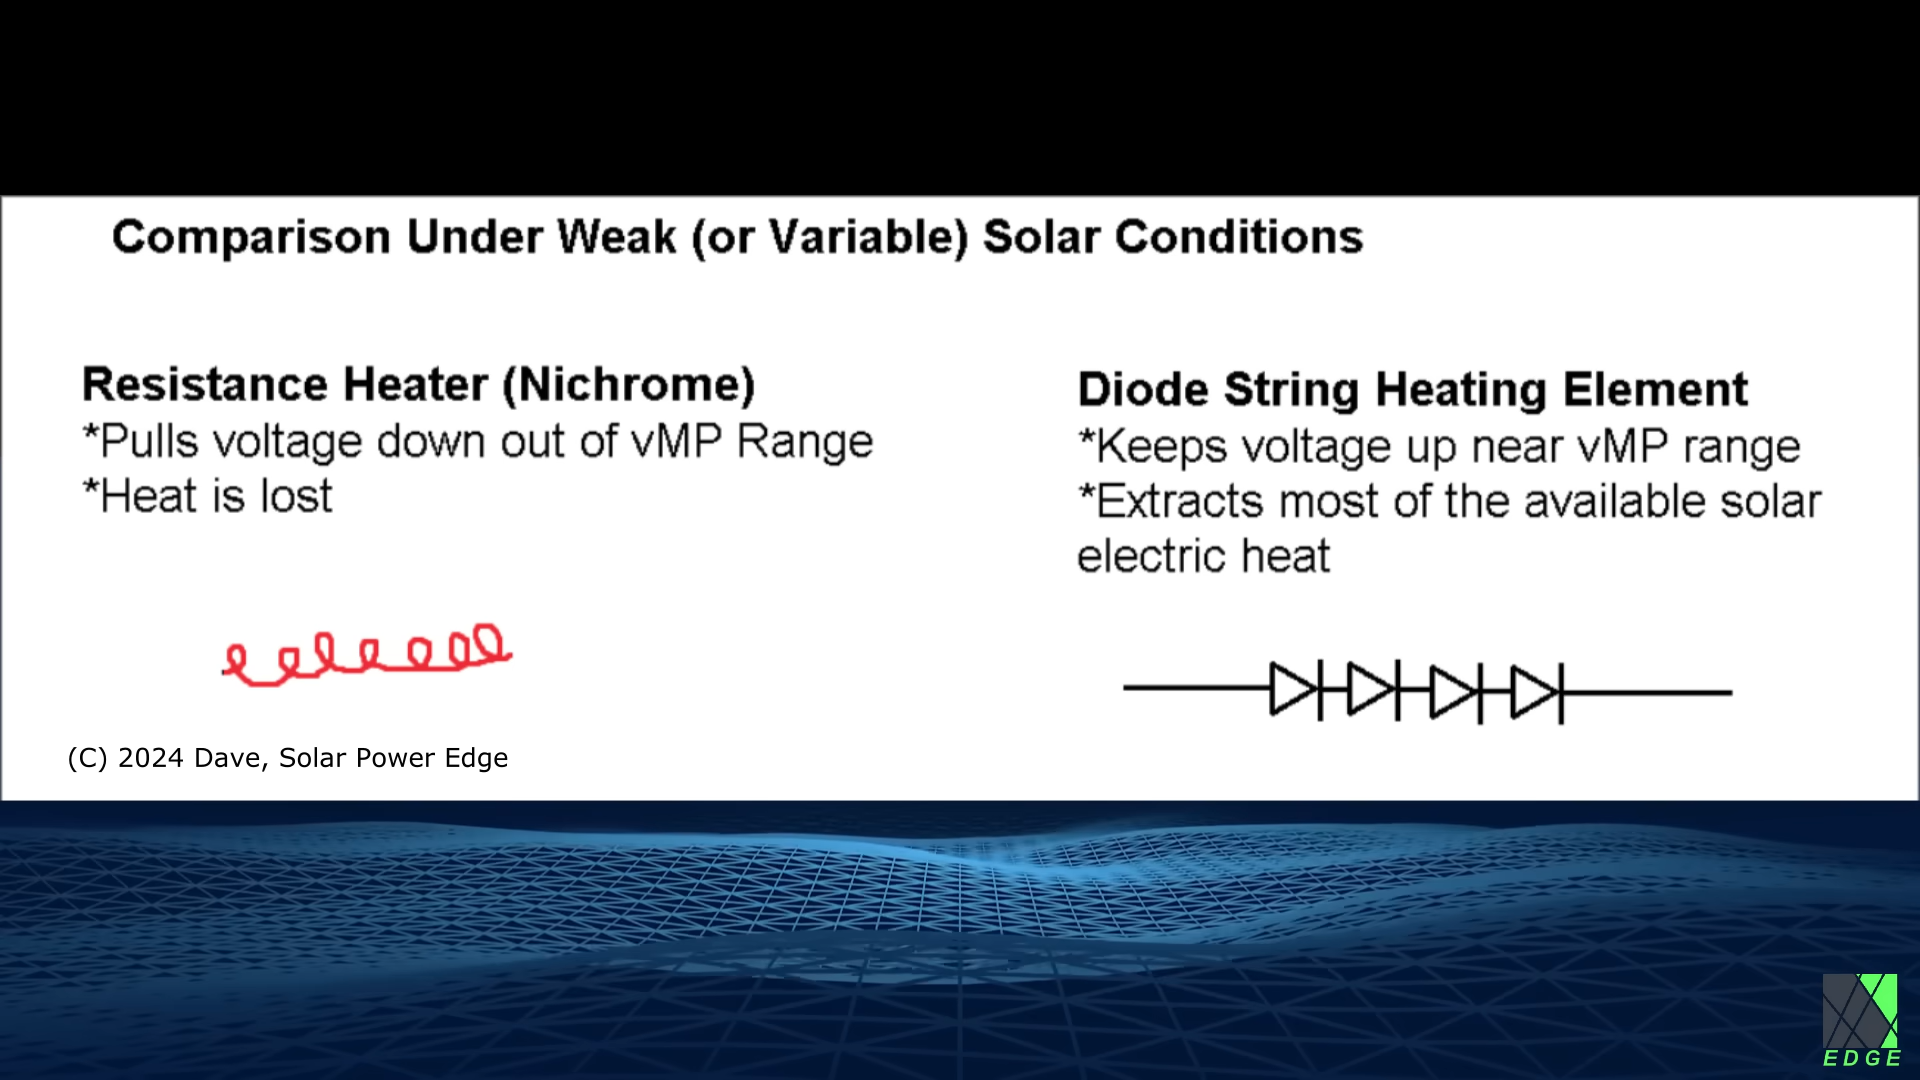 Comparison Under Weak (or Variable) Solar Conditions
Resistance Heater (Nichrome)
*Pulls voltage down out of vMP Range
*Heat is lost
Diode String Heating Element
*Keeps voltage up near vMP range
*Extracts most of the available solar
electric heat
(C) 2024 Dave, Solar Power Edge
EDGE